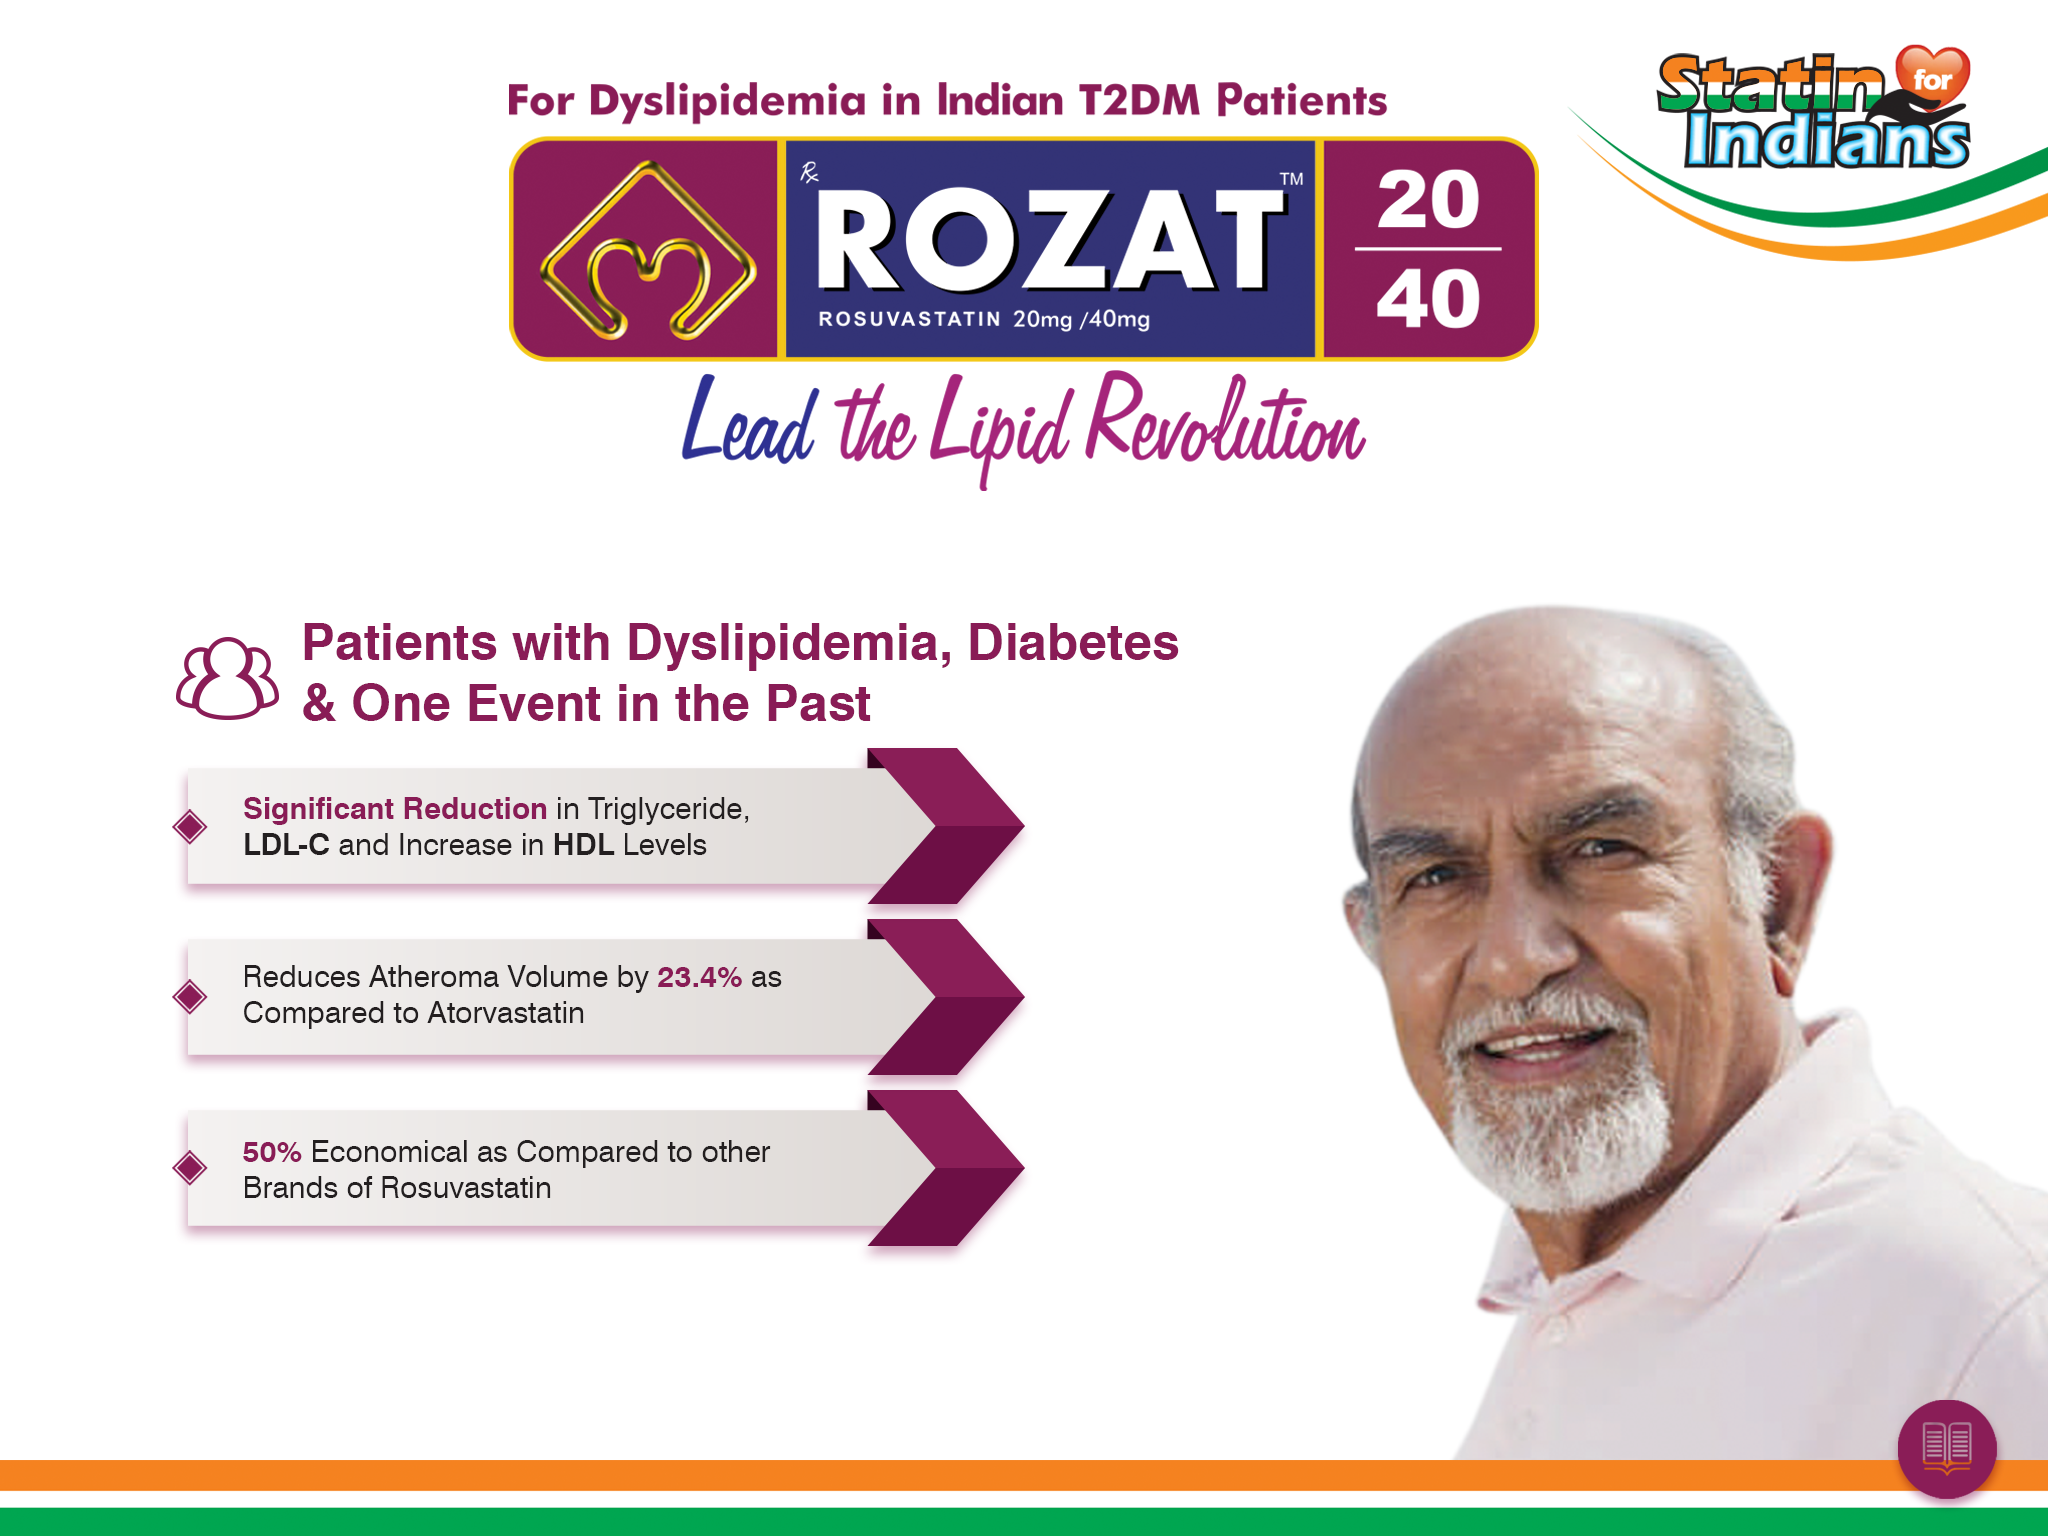 Statin for
Indians
For Dyslipidemia in Indian T2DM Patients
Rx
ROZAT™
ROSUVASTATIN 20mg /40mg
20
40
Lead the Lipid Revolution
Patients with Dyslipidemia, Diabetes
& One Event in the Past
Significant Reduction in Triglyceride,
LDL-C and Increase in HDL Levels
Reduces Atheroma Volume by 23.4% as
Compared to Atorvastatin
50% Economical as Compared to other
Brands of Rosuvastatin